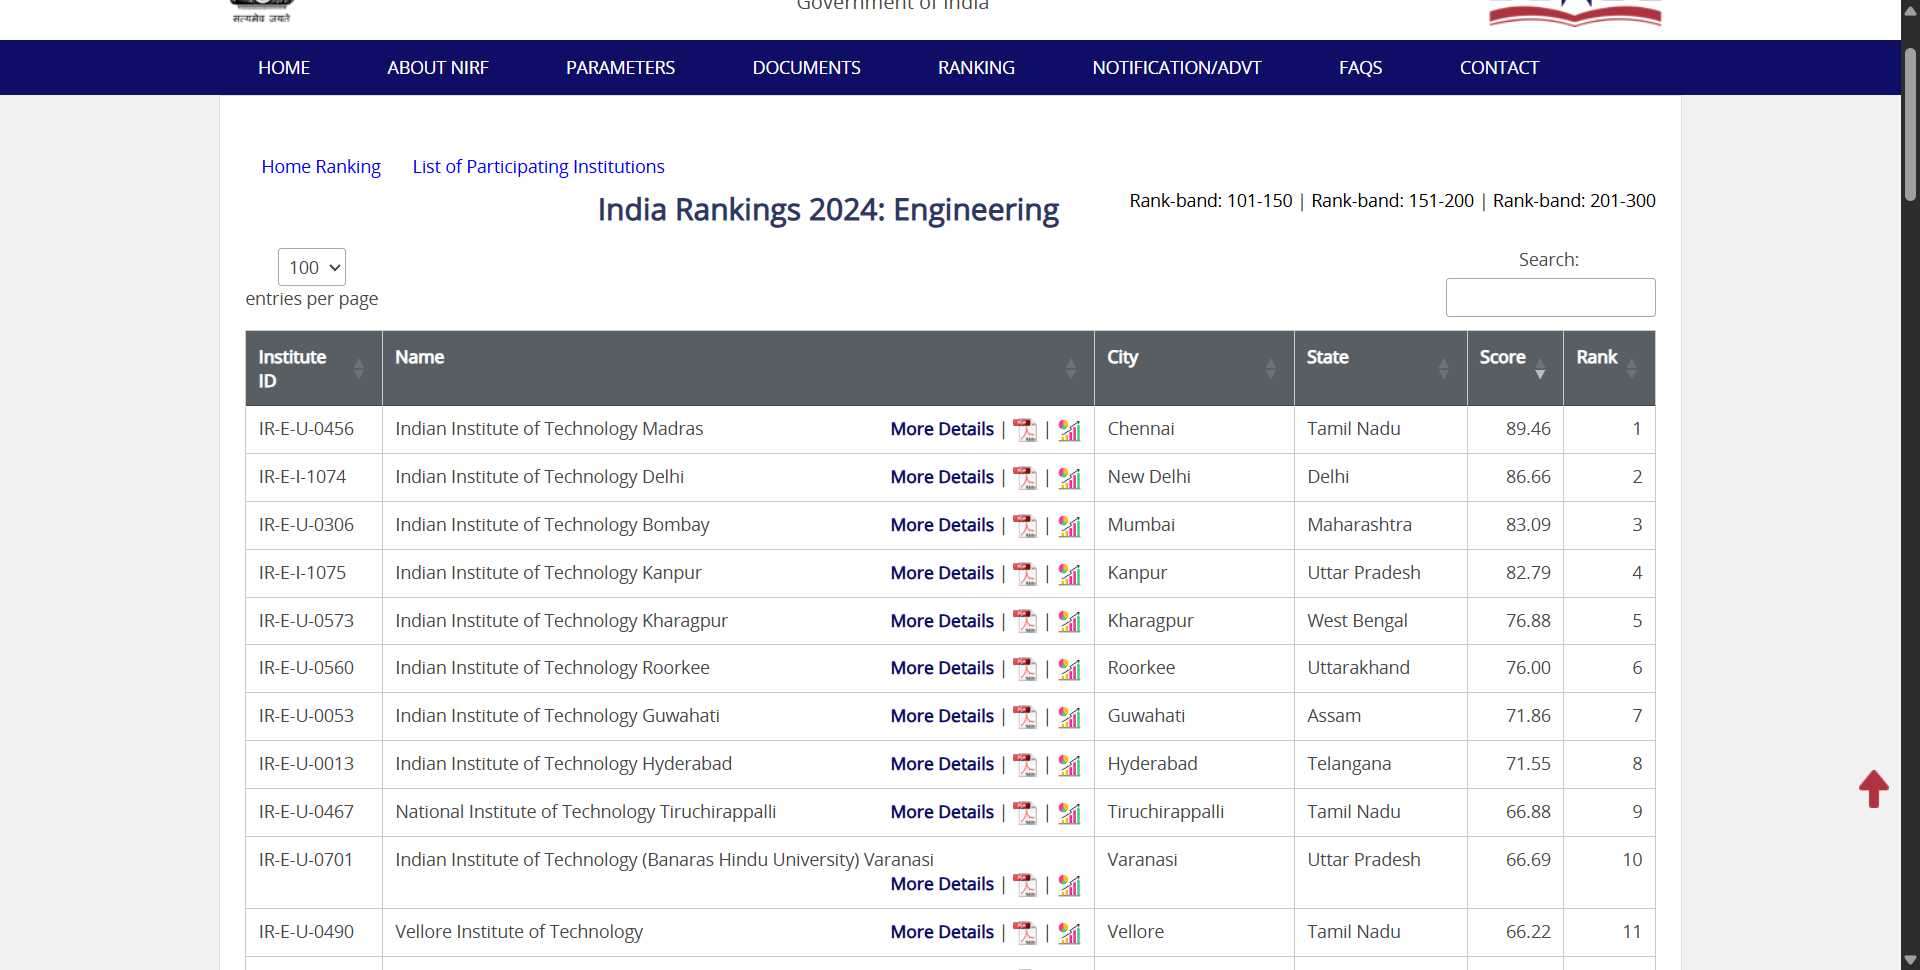 सत्यमेव जयते
Government of India
HOME ABOUT NIRF PARAMETERS DOCUMENTS RANKING NOTIFICATION/ADVT FAQS CONTACT
Home Ranking List of Participating Institutions
India Rankings 2024: Engineering
Rank-band: 101-150 | Rank-band: 151-200 | Rank-band: 201-300
100
entries per page
Search:
Institute ID Name City State Score Rank
IR-E-U-0456 Indian Institute of Technology Madras More Details | | Chennai Tamil Nadu 89.46 1
IR-E-I-1074 Indian Institute of Technology Delhi More Details | | New Delhi Delhi 86.66 2
IR-E-U-0306 Indian Institute of Technology Bombay More Details | | Mumbai Maharashtra 83.09 3
IR-E-I-1075 Indian Institute of Technology Kanpur More Details | | Kanpur Uttar Pradesh 82.79 4
IR-E-U-0573 Indian Institute of Technology Kharagpur More Details | | Kharagpur West Bengal 76.88 5
IR-E-U-0560 Indian Institute of Technology Roorkee More Details | | Roorkee Uttarakhand 76.00 6
IR-E-U-0053 Indian Institute of Technology Guwahati More Details | | Guwahati Assam 71.86 7
IR-E-U-0013 Indian Institute of Technology Hyderabad More Details | | Hyderabad Telangana 71.55 8
IR-E-U-0467 National Institute of Technology Tiruchirappalli More Details | | Tiruchirappalli Tamil Nadu 66.88 9
IR-E-U-0701 Indian Institute of Technology (Banaras Hindu University) Varanasi Varanasi Uttar Pradesh 66.69 10
More Details | |
IR-E-U-0490 Vellore Institute of Technology More Details | | Vellore Tamil Nadu 66.22 11